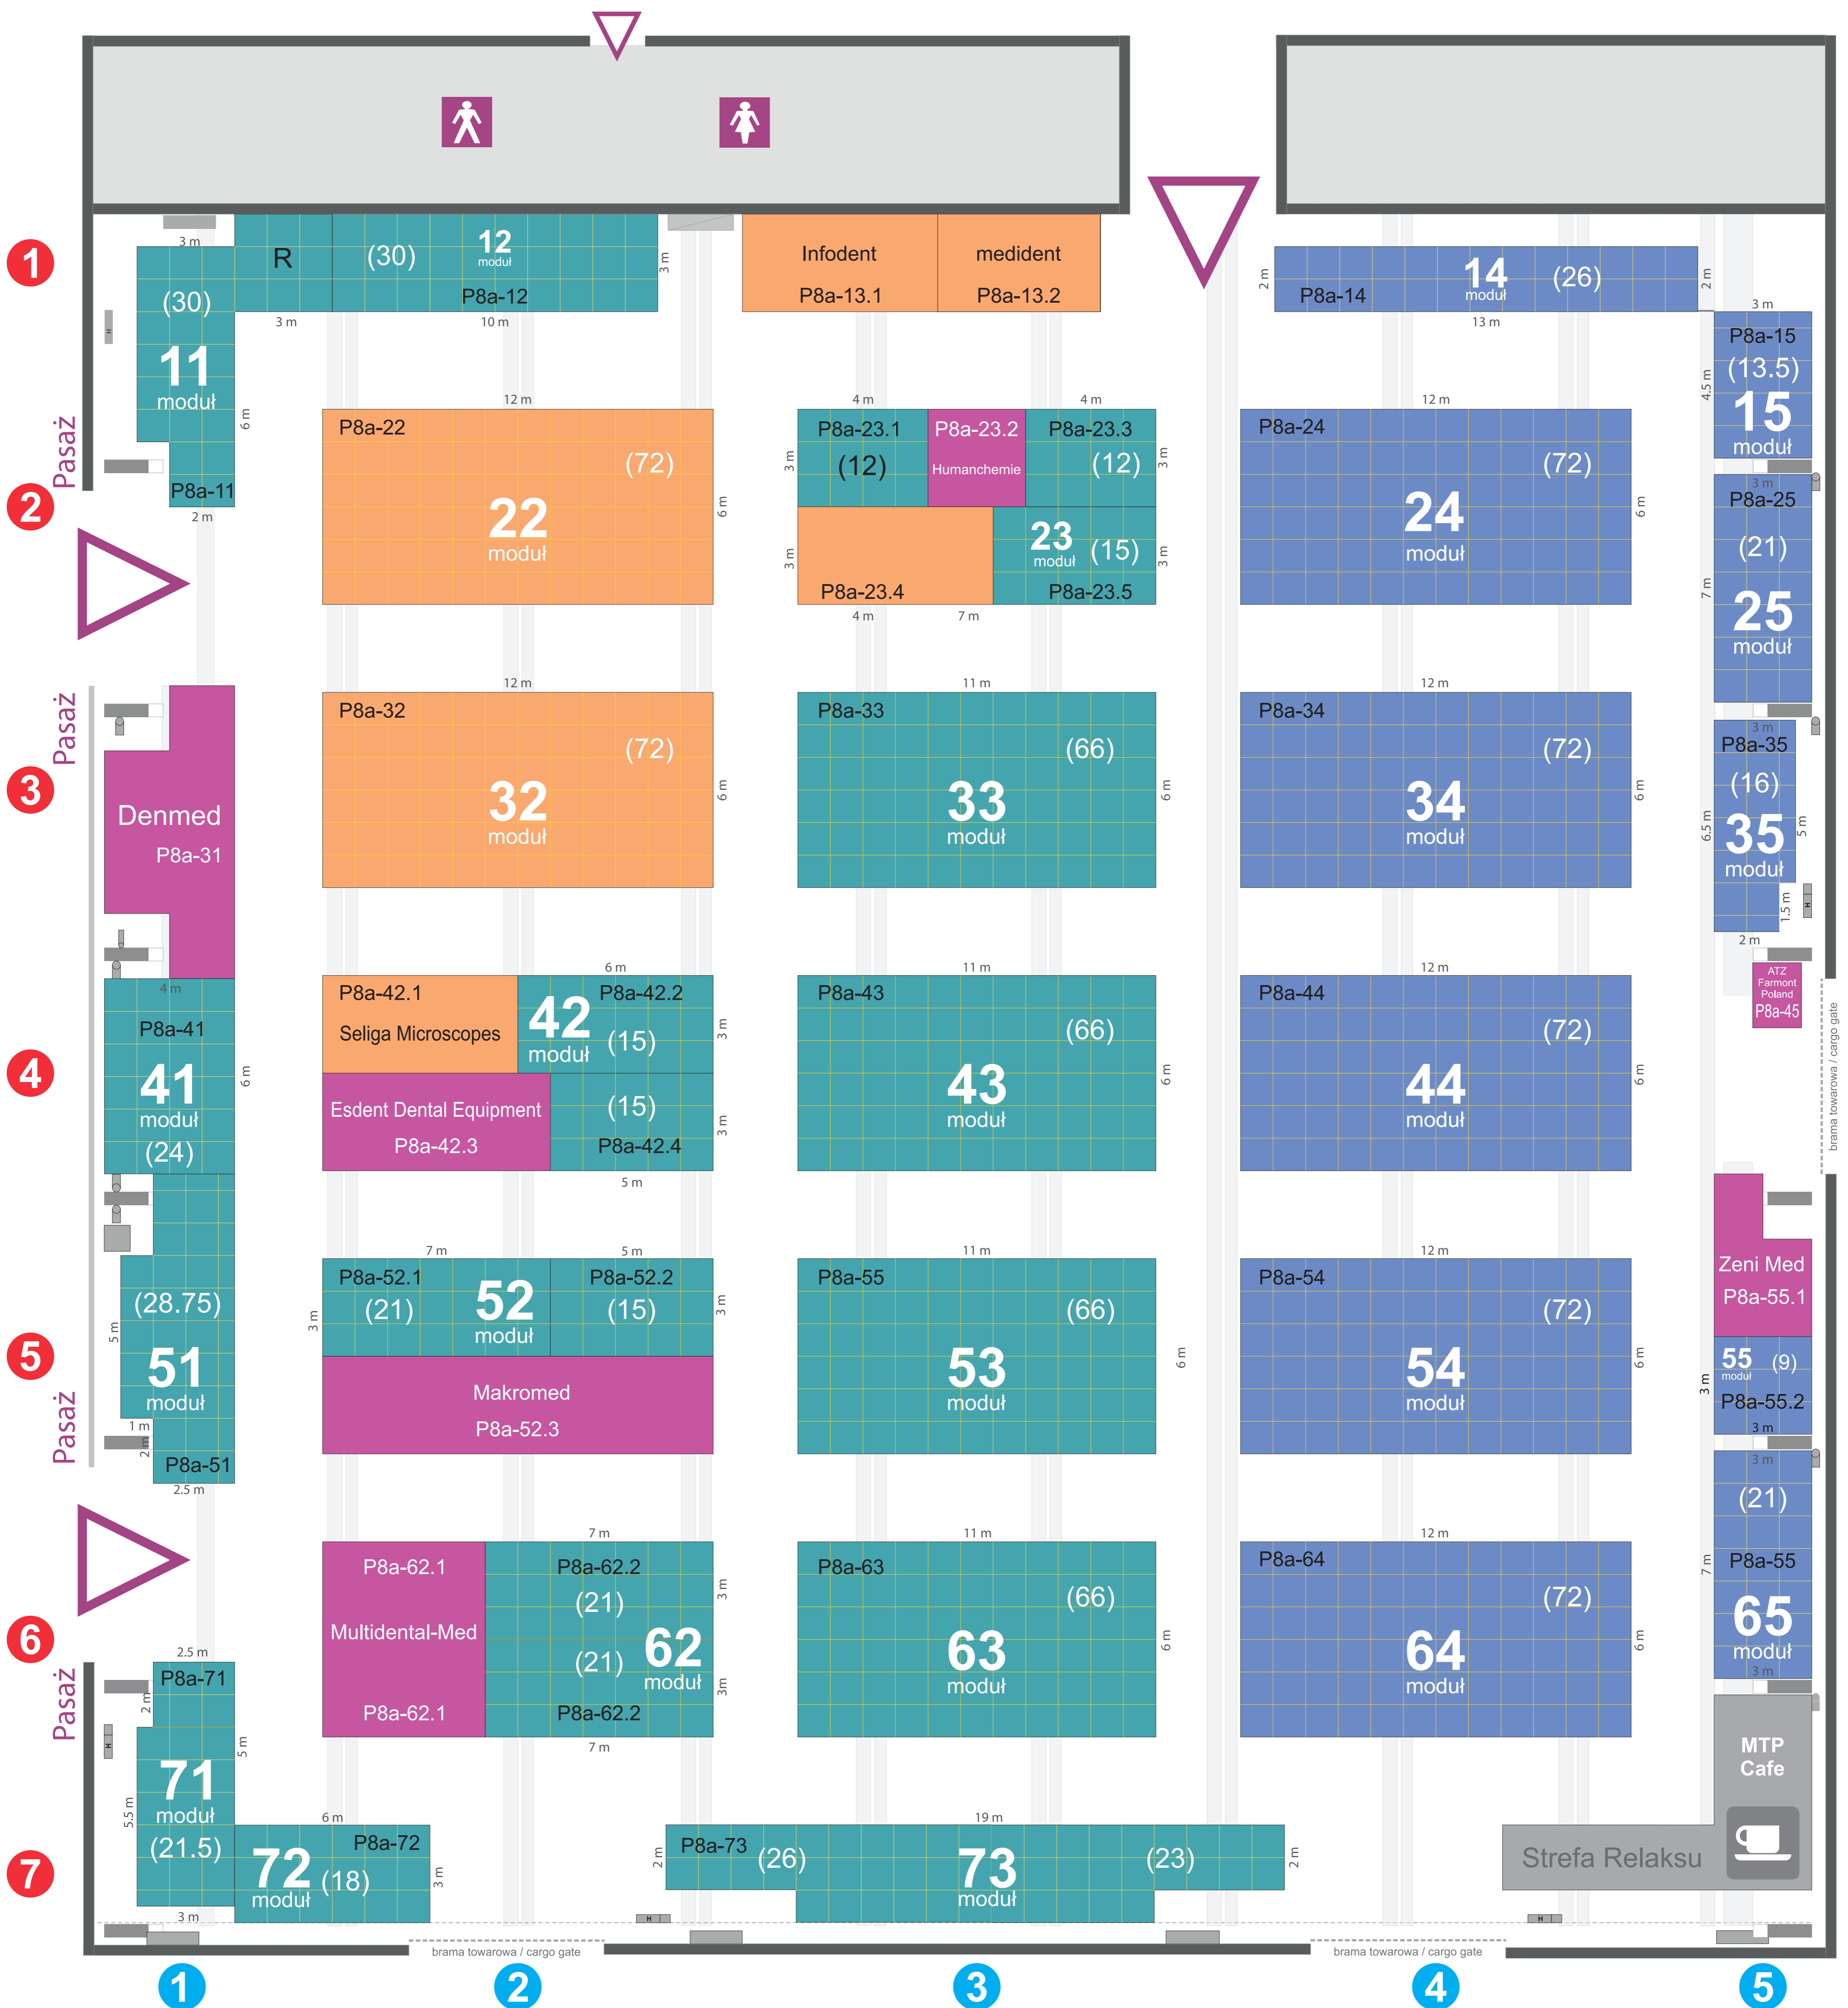 1
3 m
R
(30)
12
moduł
P8a-12
3 m
3 m
10 m
Infodent
P8a-13.1
medident
P8a-13.2
2 m
P8a-14
14
moduł
(26)
2 m
13 m
(30)
11
moduł
6 m
P8a-11
2 m
Pasaż
H
3 m
P8a-15
(13.5)
15
moduł
4.5 m
2
12 m
P8a-22
(72)
22
moduł
6 m
4 m
4 m
P8a-23.1
(12)
3 m
P8a-23.2
Humanchemie
P8a-23.3
(12)
3 m
3 m
P8a-23.4
23
moduł
(15)
P8a-23.5
3 m
4 m
7 m
12 m
P8a-24
(72)
24
moduł
6 m
3 m
P8a-25
(21)
7 m
25
moduł
Pasaż
3
Denmed
P8a-31
12 m
P8a-32
(72)
32
moduł
6 m
11 m
P8a-33
(66)
33
moduł
6 m
12 m
P8a-34
(72)
34
moduł
6 m
3 m
P8a-35
(16)
6.5 m
35
moduł
5 m
1.5 m
H
2 m
4
4 m
P8a-41
41
moduł
(24)
6 m
6 m
P8a-42.1
Seliga Microscopes
42
moduł
P8a-42.2
(15)
3 m
Esdent Dental Equipment
P8a-42.3
(15)
P8a-42.4
3 m
5 m
11 m
P8a-43
(66)
43
moduł
6 m
12 m
P8a-44
(72)
44
moduł
6 m
ATZ
Farmont
Poland
P8a-45
brama towarowa / cargo gate
5
(28.75)
5 m
51
moduł
1 m
2 m
P8a-51
2.5 m
Pasaż
7 m
5 m
P8a-52.1
(21)
3 m
52
moduł
P8a-52.2
(15)
3 m
Makromed
P8a-52.3
11 m
P8a-55
(66)
53
moduł
6 m
12 m
P8a-54
(72)
54
moduł
6 m
Zeni Med
P8a-55.1
55
moduł
(9)
3 m
P8a-55.2
3 m
6
7 m
P8a-62.1
Multidental-Med
P8a-62.1
P8a-62.2
(21)
3 m
(21)
62
moduł
3m
P8a-62.2
7 m
11 m
P8a-63
(66)
63
moduł
6 m
12 m
P8a-64
(72)
64
moduł
6 m
3 m
(21)
P8a-55
7 m
65
moduł
3 m
Pasaż
2.5 m
P8a-71
2 m
H
5 m
71
moduł
5.5 m
(21.5)
3 m
7
6 m
P8a-72
72
moduł
(18)
3 m
19 m
2 m
P8a-73
(26)
73
moduł
(23)
2 m
MTP
Cafe
Strefa Relaksu
H
H
brama towarowa / cargo gate
brama towarowa / cargo gate
1
2
3
4
5